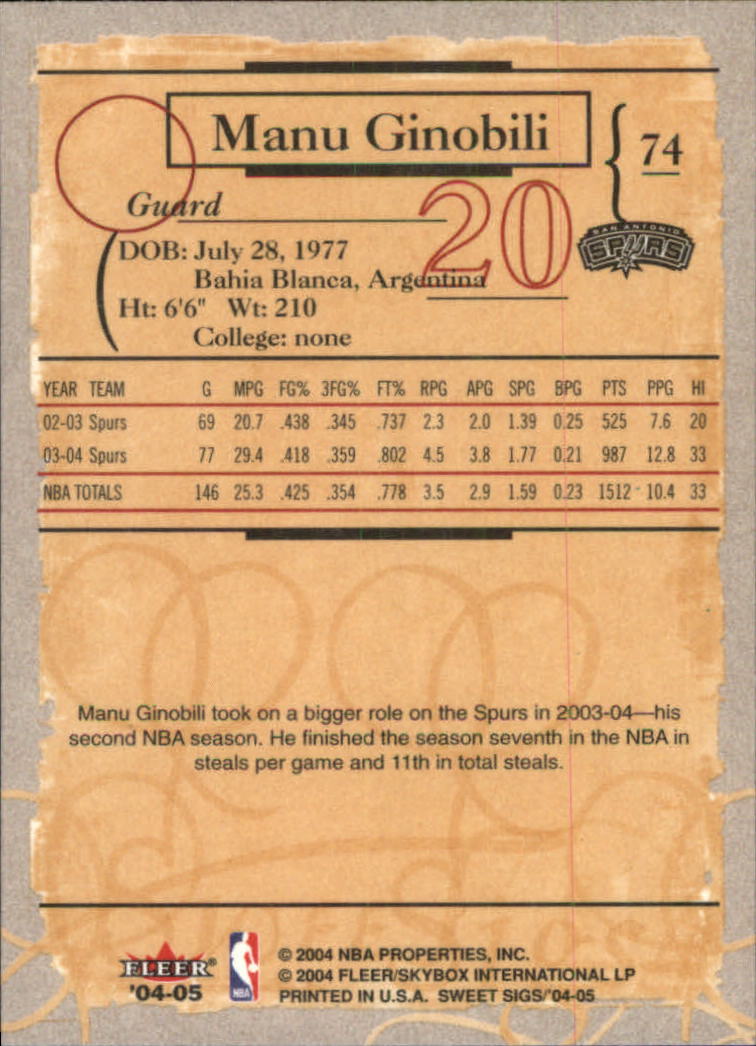 Manu Ginobili
74
Guard
20
SAN ANTONIO
SPURS
DOB: July 28, 1977
Bahia Blanca, Argentina
Ht: 6'6" Wt: 210
College: none
YEAR TEAM G MPG FG% 3FG% FT% RPG APG SPG BPG PTS PPG HI
02-03 Spurs 69 20.7 .438 .345 .737 2.3 2.0 1.39 0.25 525 7.6 20
03-04 Spurs 77 29.4 .418 .359 .802 4.5 3.8 1.77 0.21 987 12.8 33
NBA TOTALS 146 25.3 .425 .354 .778 3.5 2.9 1.59 0.23 1512 10.4 33
Manu Ginobili took on a bigger role on the Spurs in 2003-04—his
second NBA season. He finished the season seventh in the NBA in
steals per game and 11th in total steals.
FLEER®
'04-05
NBA
© 2004 NBA PROPERTIES, INC.
© 2004 FLEER/SKYBOX INTERNATIONAL LP
PRINTED IN U.S.A. SWEET SIGS/'04-05